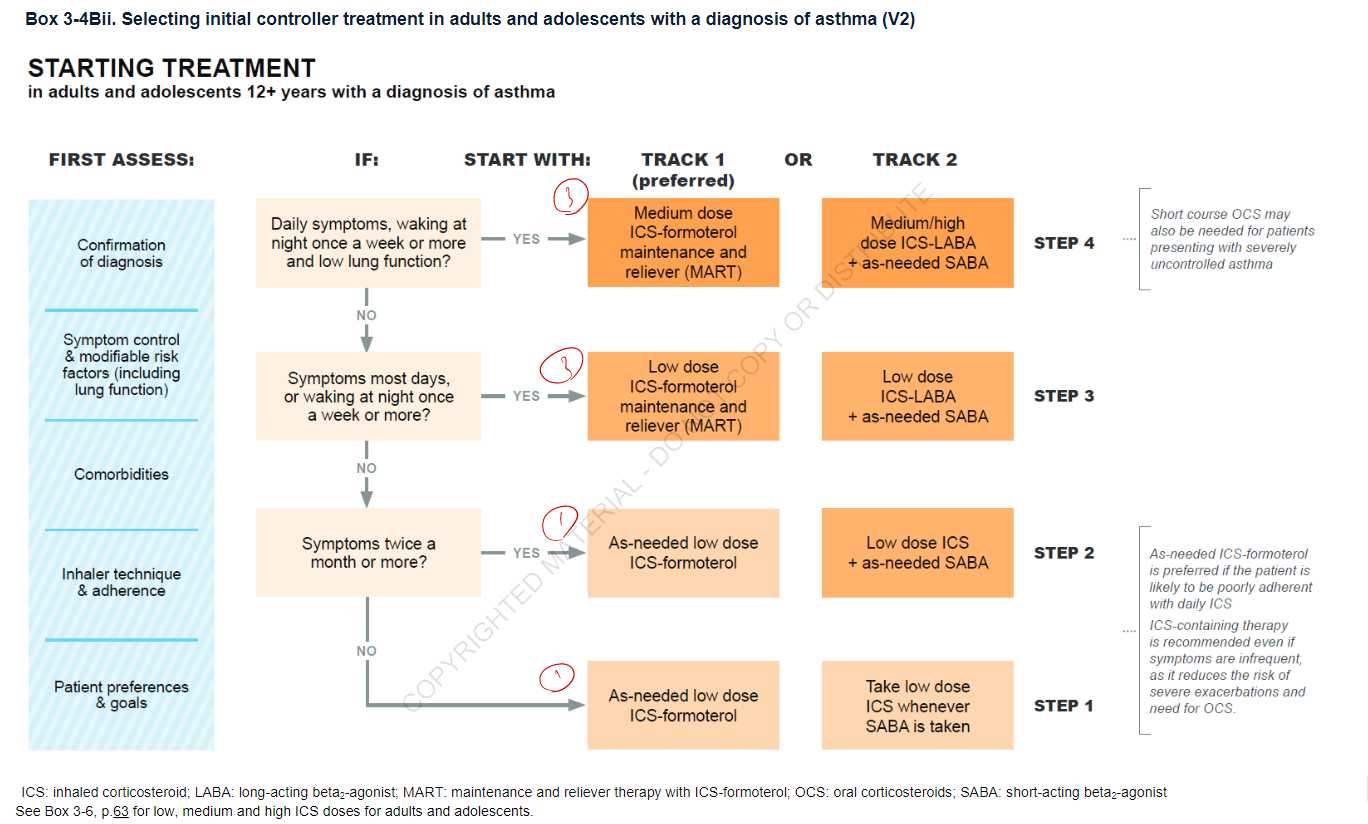 Box 3-4Bii. Selecting initial controller treatment in adults and adolescents with a diagnosis of asthma (V2)
STARTING TREATMENT
in adults and adolescents 12+ years with a diagnosis of asthma
FIRST ASSESS:
IF:
START WITH:
TRACK 1
(preferred)
OR
TRACK 2
Confirmation
of diagnosis
Symptom control
& modifiable risk
factors (including
lung function)
Comorbidities
Inhaler technique
& adherence
Patient preferences
& goals
Daily symptoms, waking at
night once a week or more
and low lung function?
YES
3
Medium dose
ICS-formoterol
maintenance and
reliever (MART)
Medium/high
dose ICS-LABA
+ as-needed SABA
STEP 4
Short course OCS may
also be needed for patients
presenting with severely
uncontrolled asthma
NO
Symptoms most days,
or waking at night once
a week or more?
YES
3
Low dose
ICS-formoterol
maintenance and
reliever (MART)
Low dose
ICS-LABA
+ as-needed SABA
STEP 3
NO
Symptoms twice a
month or more?
YES
1
As-needed low dose
ICS-formoterol
Low dose ICS
+ as-needed SABA
STEP 2
NO
1
As-needed low dose
ICS-formoterol
Take low dose
ICS whenever
SABA is taken
STEP 1
As-needed ICS-formoterol
is preferred if the patient is
likely to be poorly adherent
with daily ICS
ICS-containing therapy
is recommended even if
symptoms are infrequent,
as it reduces the risk of
severe exacerbations and
need for OCS.
COPYRIGHTED MATERIAL - DO NOT COPY OR DISTRIBUTE
ICS: inhaled corticosteroid; LABA: long-acting beta2-agonist; MART: maintenance and reliever therapy with ICS-formoterol; OCS: oral corticosteroids; SABA: short-acting beta2-agonist
See Box 3-6, p.63 for low, medium and high ICS doses for adults and adolescents.